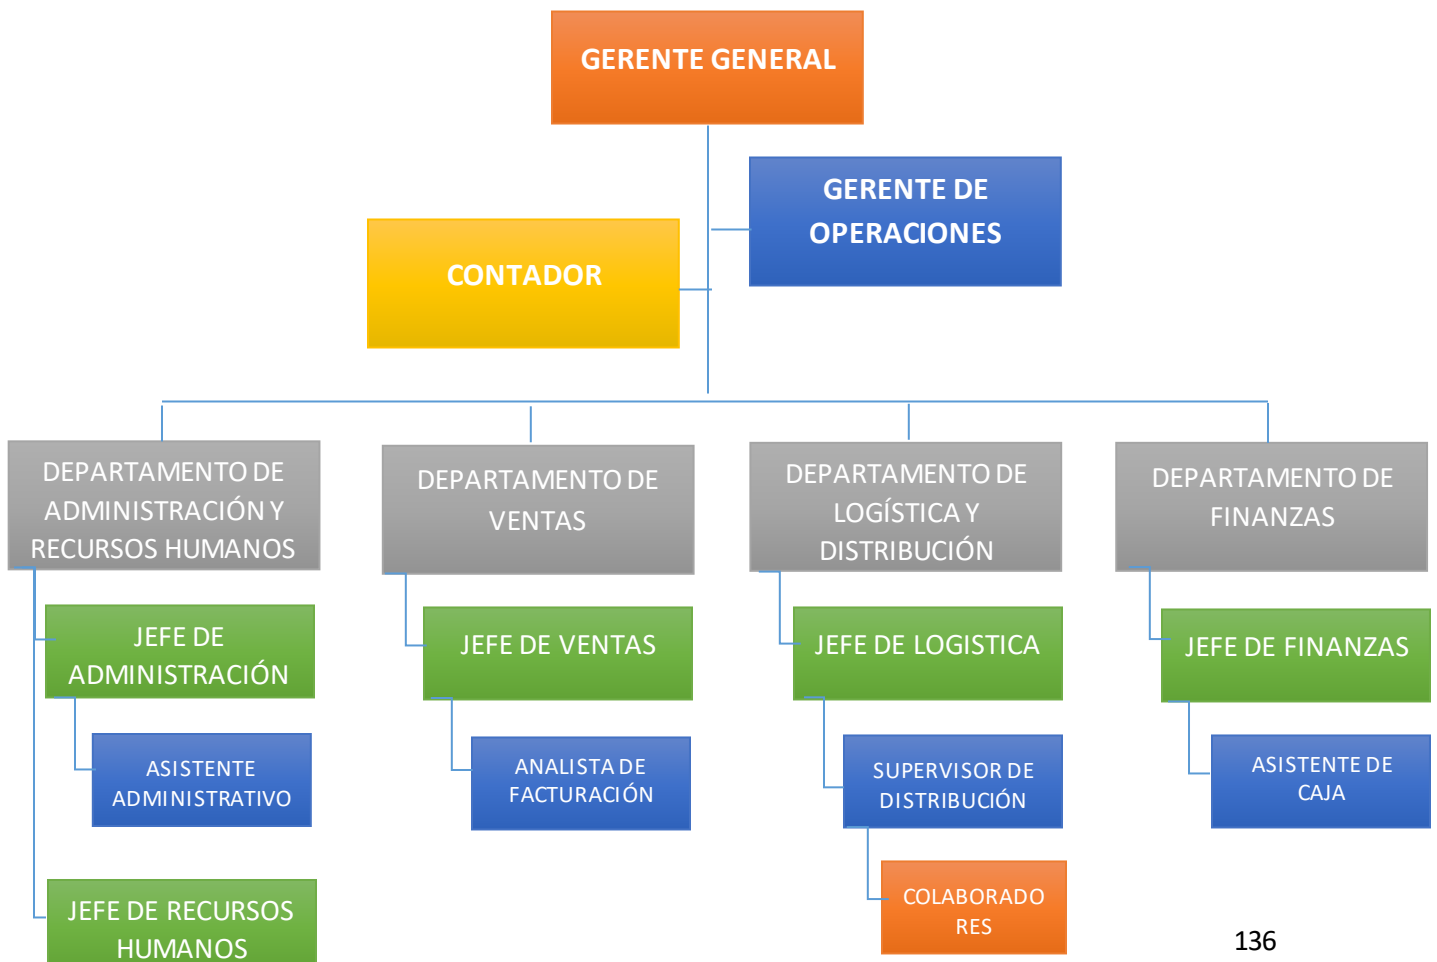 GERENTE GENERAL
GERENTE DE
OPERACIONES
CONTADOR
DEPARTAMENTO DE
ADMINISTRACIÓN Y
RECURSOS HUMANOS
DEPARTAMENTO DE
VENTAS
DEPARTAMENTO DE
LOGÍSTICA Y
DISTRIBUCIÓN
DEPARTAMENTO DE
FINANZAS
JEFE DE
ADMINISTRACIÓN
JEFE DE VENTAS
JEFE DE LOGISTICA
JEFE DE FINANZAS
ASISTENTE
ADMINISTRATIVO
ANALISTA DE
FACTURACIÓN
SUPERVISOR DE
DISTRIBUCIÓN
ASISTENTE DE
CAJA
JEFE DE RECURSOS
HUMANOS
COLABORADO
RES
136